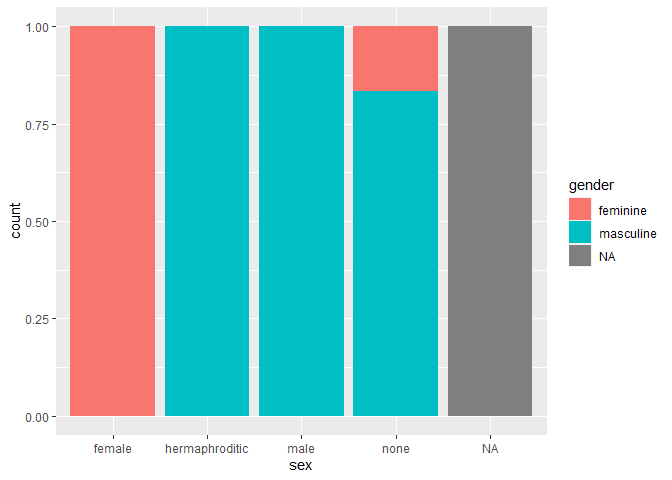 1.00
0.75
0.50
0.25
0.00
count
female hermaphroditic male none NA
sex
gender
feminine
masculine
NA